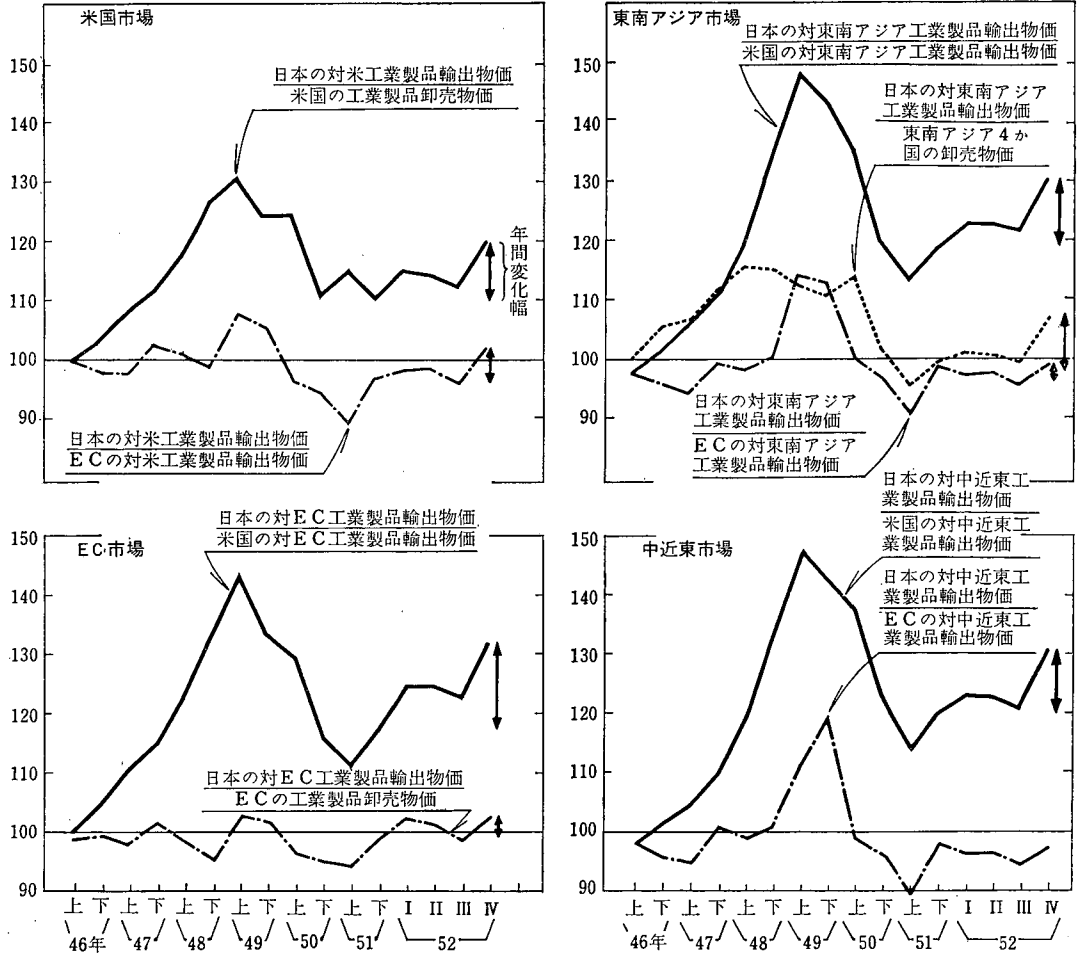 米国市場
150
140
130
120
110
100
90
日本の対米工業製品輸出物価
米国の工業製品卸売物価
年間変化幅
日本の対米工業製品輸出物価
ECの対米工業製品輸出物価
東南アジア市場
150
140
130
120
110
100
90
日本の対東南アジア工業製品輸出物価
米国の対東南アジア工業製品輸出物価
日本の対東南アジア
工業製品輸出物価
東南アジア4か
国の卸売物価
日本の対東南アジア
工業製品輸出物価
ECの対東南アジア
工業製品輸出物価
EC市場
150
140
130
120
110
100
90
日本の対EC工業製品輸出物価
米国の対EC工業製品輸出物価
日本の対EC工業製品輸出物価
ECの工業製品卸売物価
上 下 上 下 上 下 上 下 上 下 上 下 I II III IV
46年 47 48 49 50 51 52
中近東市場
150
140
130
120
110
100
90
日本の対中近東工
業製品輸出物価
米国の対中近東工
業製品輸出物価
日本の対中近東工
業製品輸出物価
ECの対中近東工
業製品輸出物価
上 下 上 下 上 下 上 下 上 下 上 下 I II III IV
46年 47 48 49 50 51 52